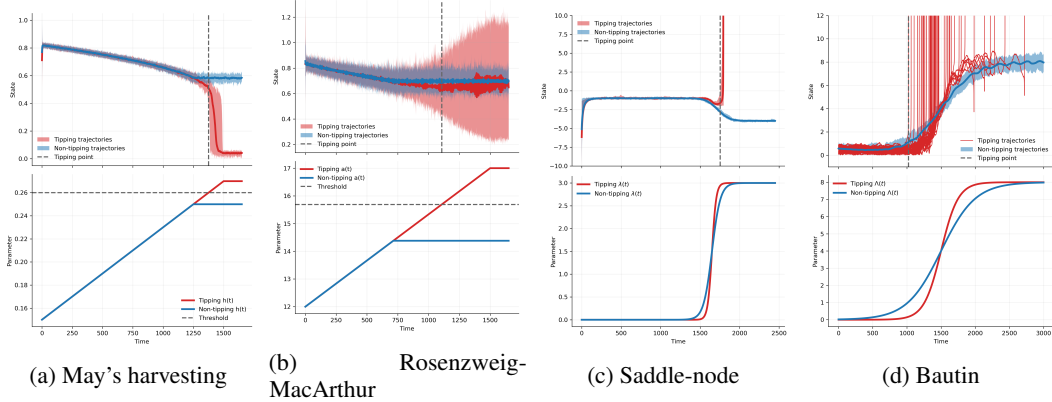 1.0
0.8
0.6
0.4
0.2
0.0
State
Tipping trajectories
Non-tipping trajectories
Tipping point
0.26
0.24
0.22
0.20
0.18
0.16
Parameter
Tipping h(t)
Non-tipping h(t)
Threshold
0 250 500 750 1000 1250 1500
Time
(a) May's harvesting
1.2
1.0
0.8
0.6
0.4
0.2
State
Tipping trajectories
Non-tipping trajectories
Tipping point
17
16
15
14
13
12
Parameter
Tipping a(t)
Non-tipping a(t)
Threshold
0 250 500 750 1000 1250 1500
Time
(b) Rosenzweig-
MacArthur
10.0
7.5
5.0
2.5
0.0
−2.5
−5.0
−7.5
−10.0
State
Tipping trajectories
Non-tipping trajectories
Tipping point
3.0
2.5
2.0
1.5
1.0
0.5
0.0
Parameter
Tipping λ(t)
Non-tipping λ(t)
0 500 1000 1500 2000 2500
Time
(c) Saddle-node
12
10
8
6
4
2
0
State
Tipping trajectories
Non-tipping trajectories
Tipping point
8
7
6
5
4
3
2
1
0
Parameter
Tipping Λ(t)
Non-tipping Λ(t)
0 500 1000 1500 2000 2500 3000
Time
(d) Bautin